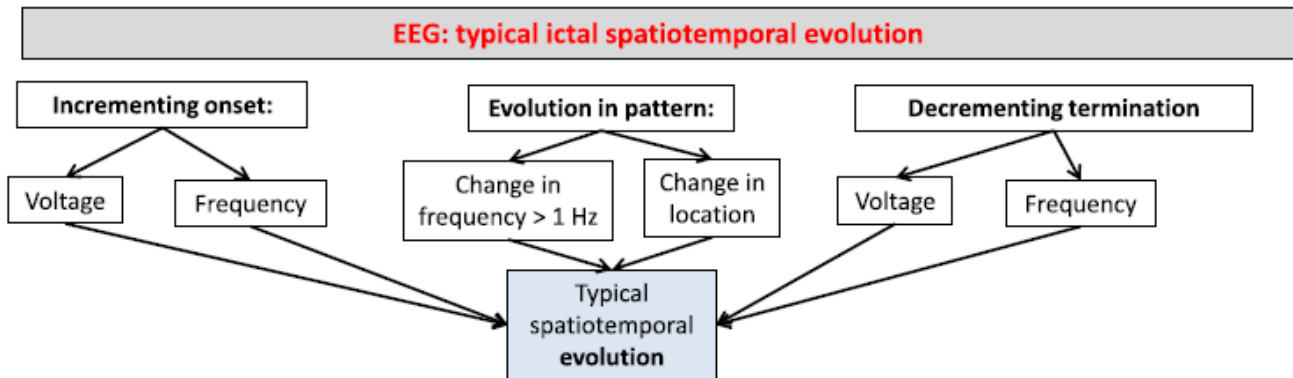 EEG: typical ictal spatiotemporal evolution
Incrementing onset:
Evolution in pattern:
Decrementing termination
Voltage
Frequency
Change in
frequency > 1 Hz
Change in
location
Voltage
Frequency
Typical
spatiotemporal
evolution